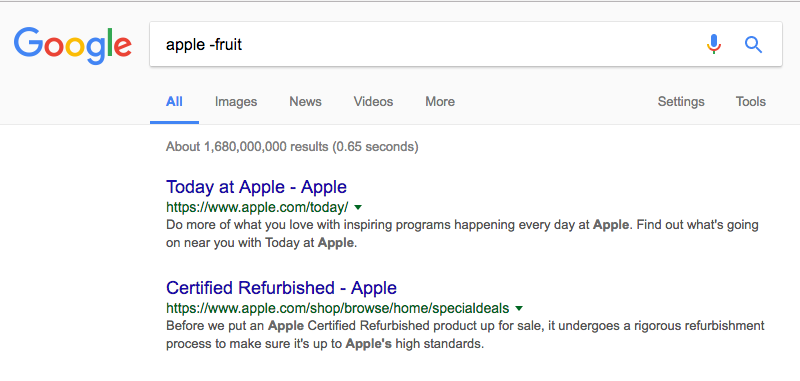 Google
apple -fruit
All Images News Videos More Settings Tools
About 1,680,000,000 results (0.65 seconds)
Today at Apple - Apple
https://www.apple.com/today/
Do more of what you love with inspiring programs happening every day at Apple. Find out what's going
on near you with Today at Apple.
Certified Refurbished - Apple
https://www.apple.com/shop/browse/home/specialdeals
Before we put an Apple Certified Refurbished product up for sale, it undergoes a rigorous refurbishment
process to make sure it's up to Apple's high standards.